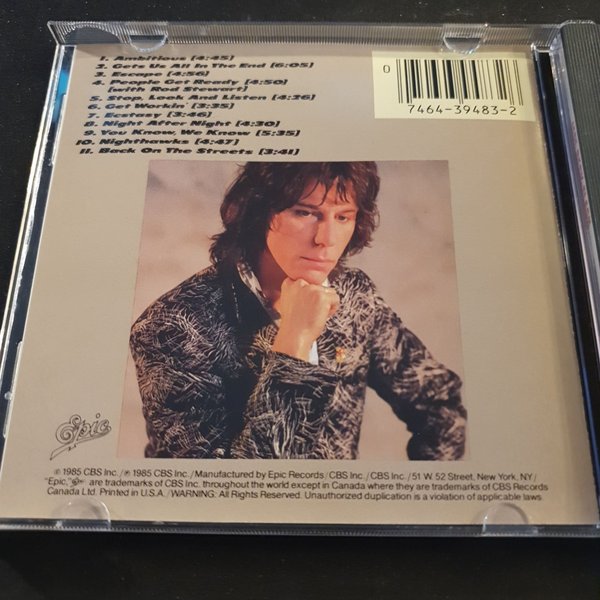 1. Ambitious [4:45]
2. Gets Us All In The End [6:05]
3. Escape [4:56]
4. People Get Ready [4:50]
[with Rod Stewart]
5. Stop, Look And Listen [4:26]
6. Get Workin' [3:35]
7. Ecstasy [3:46]
8. Night After Night [4:30]
9. You Know, We Know [5:35]
10. Nighthawks [4:47]
11. Back On The Streets [3:41]
0
7464-39483-2
Epic
© 1985 CBS Inc./℗ 1985 CBS Inc./Manufactured by Epic Records/CBS Inc./CBS Inc./51 W. 52 Street, New York, NY/
"Epic," are trademarks of CBS Inc. throughout the world except in Canada where they are trademarks of CBS Records
Canada Ltd. Printed in U.S.A./WARNING: All Rights Reserved. Unauthorized duplication is a violation of applicable laws.